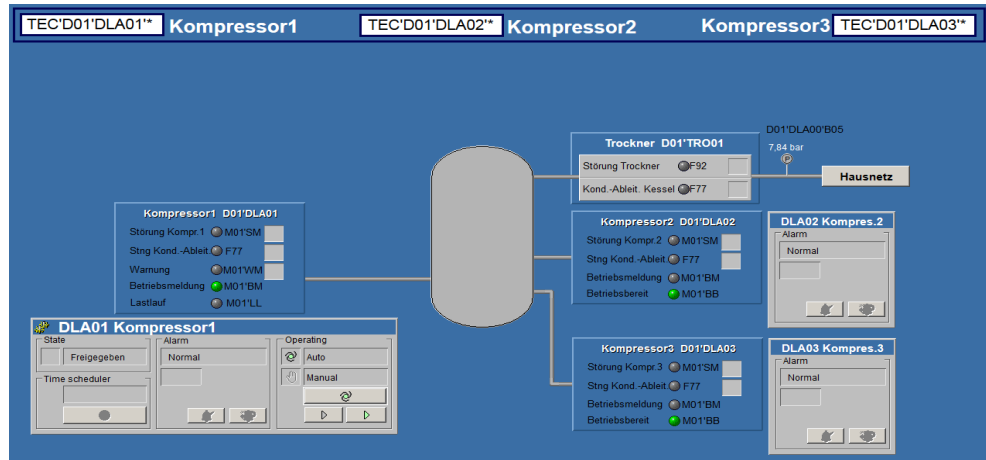 TEC'D01'DLA01'* Kompressor1 TEC'D01'DLA02'* Kompressor2 Kompressor3 TEC'D01'DLA03'*
D01'DLA00'B05
7,84 bar
P
Hausnetz
Trockner D01'TRO01
Störung Trockner F92
Kond.-Ableit. Kessel F77
Kompressor1 D01'DLA01
Störung Kompr.1 M01'SM
Stng Kond.-Ableit F77
Warnung M01'WM
Betriebsmeldung M01'BM
Lastlauf M01'LL
Kompressor2 D01'DLA02
Störung Kompr.2 M01'SM
Stng Kond.-Ableit F77
Betriebsmeldung M01'BM
Betriebsbereit M01'BB
DLA02 Kompres.2
Alarm
Normal
DLA01 Kompressor1
State
Freigegeben
Time scheduler
Alarm
Normal
Operating
Auto
Manual
Kompressor3 D01'DLA03
Störung Kompr.3 M01'SM
Stng Kond.-Ableit F77
Betriebsmeldung M01'BM
Betriebsbereit M01'BB
DLA03 Kompres.3
Alarm
Normal